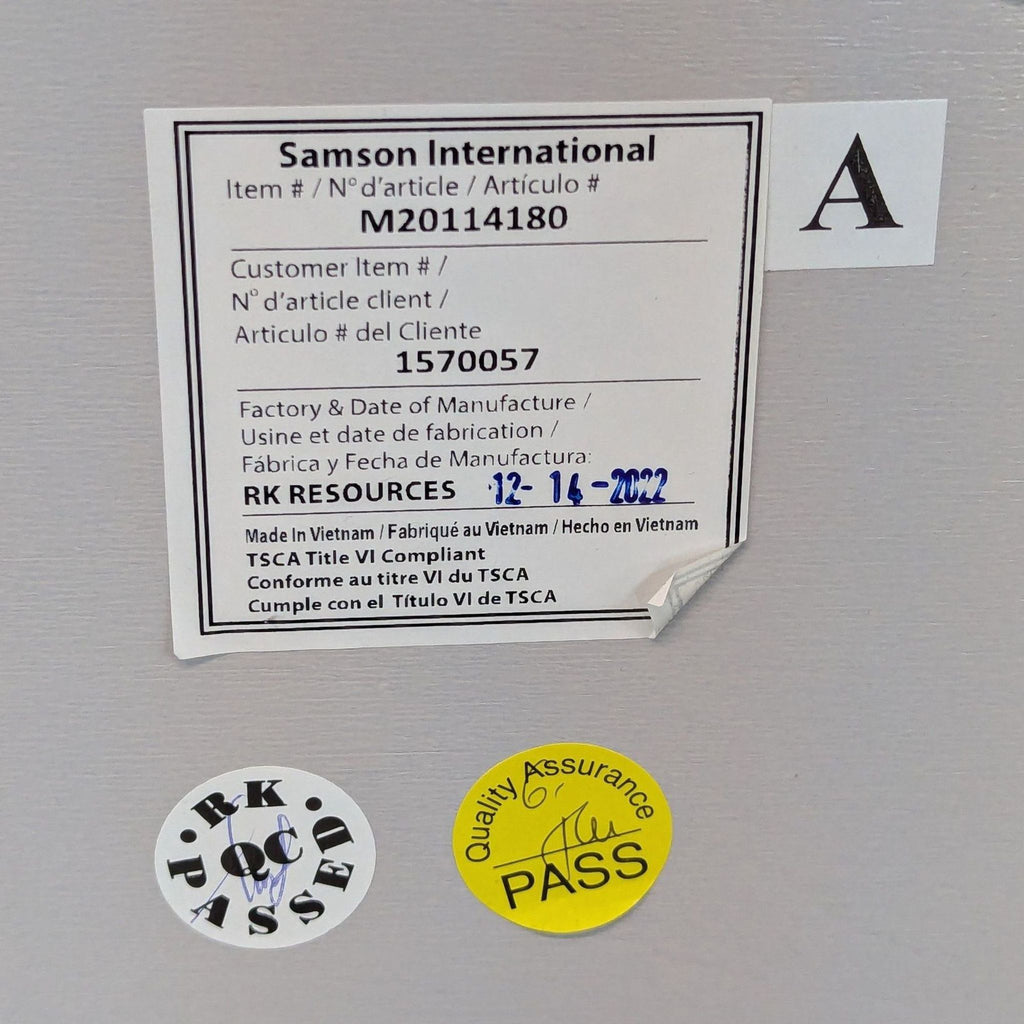 Samson International
Item # / N° d'article / Artículo #
M20114180
Customer Item # /
N° d'article client /
Articulo # del Cliente
1570057
Factory & Date of Manufacture /
Usine et date de fabrication /
Fábrica y Fecha de Manufactura:
RK RESOURCES 12-14-2022
Made In Vietnam / Fabriqué au Vietnam / Hecho en Vietnam
TSCA Title VI Compliant
Conforme au titre VI du TSCA
Cumple con el Título VI de TSCA
A
• RK •
QC
PASSED
Quality Assurance
PASS